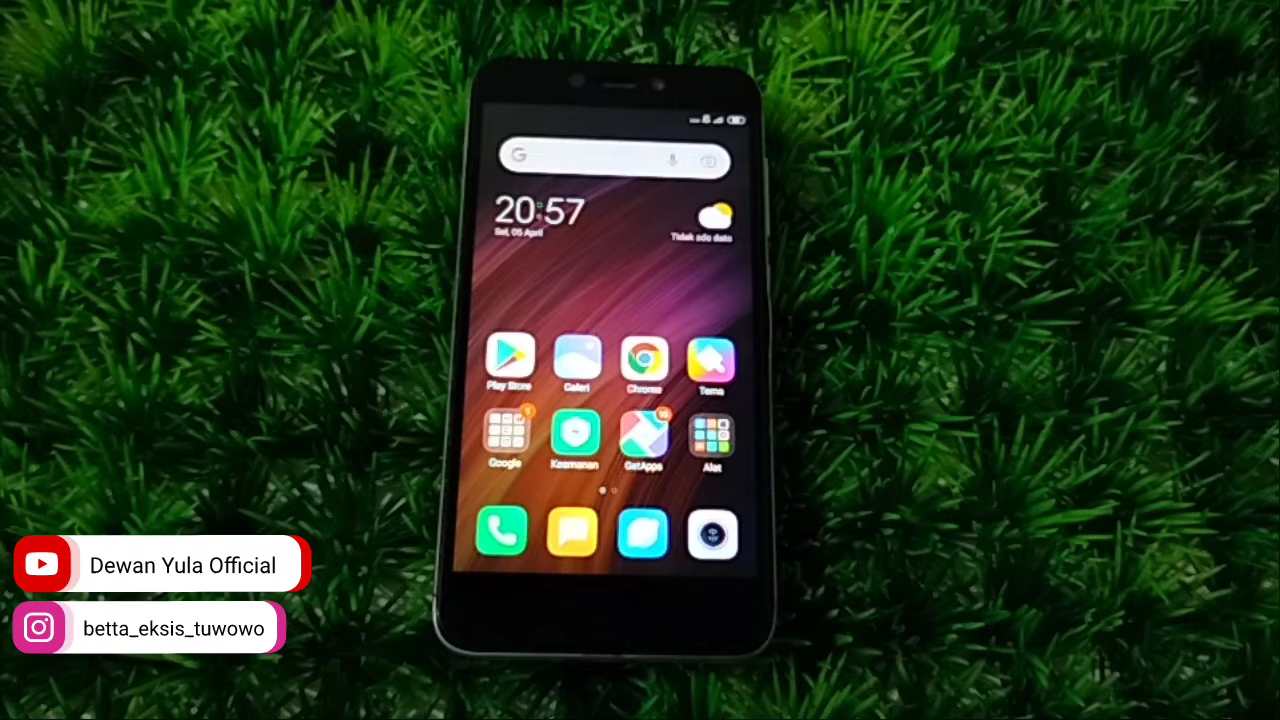 20:57
Sel, 05 April
Tidak ada data
Play Store
Galeri
Chrome
Tema
1
Google
Keamanan
GetApps
Alat
Dewan Yula Official
betta_eksis_tuwowo